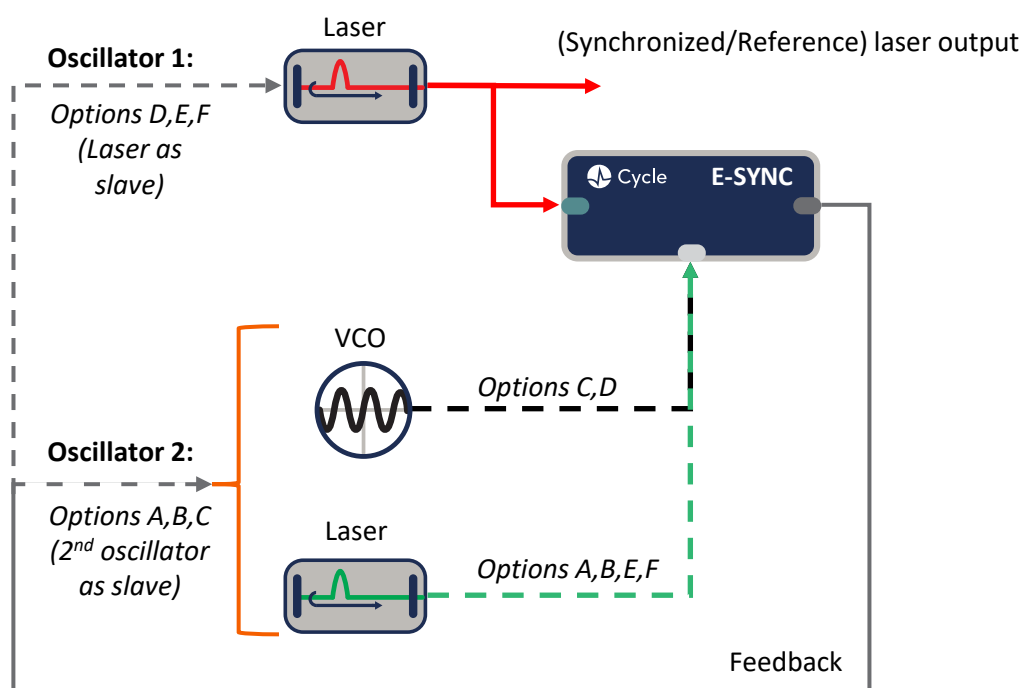 Laser
(Synchronized/Reference) laser output
Oscillator 1:
Options D,E,F
(Laser as
slave)
Cycle
E-SYNC
VCO
Options C,D
Oscillator 2:
Options A,B,C
(2nd oscillator
as slave)
Laser
Options A,B,E,F
Feedback